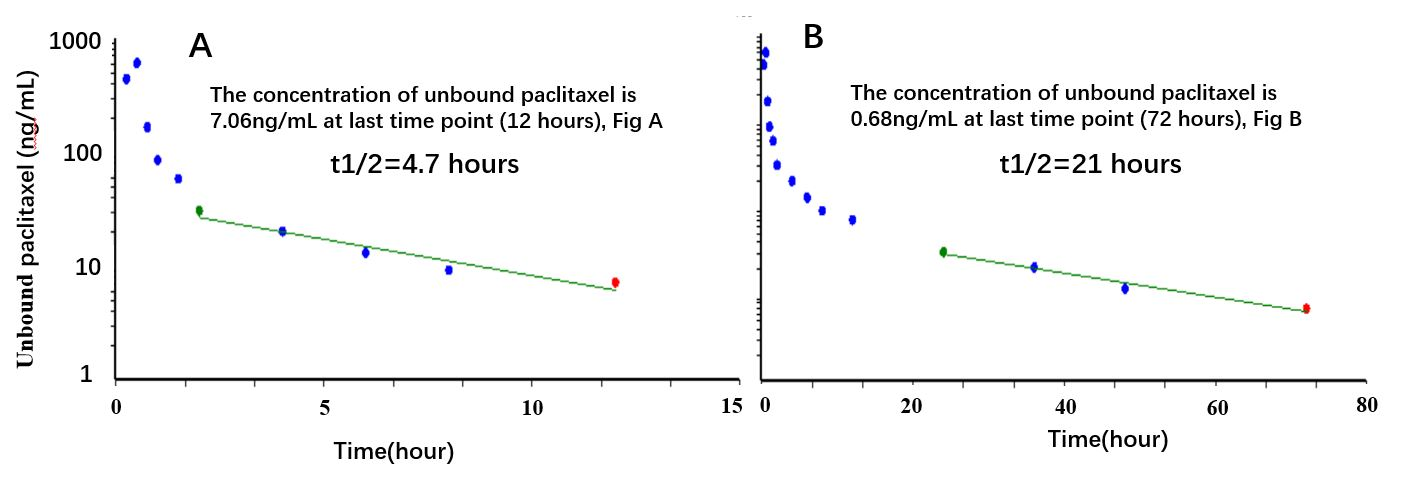 A
B
1000
100
10
1
Unbound paclitaxel (ng/mL)
The concentration of unbound paclitaxel is
7.06ng/mL at last time point (12 hours), Fig A
t1/2=4.7 hours
0 5 10 15
Time(hour)
The concentration of unbound paclitaxel is
0.68ng/mL at last time point (72 hours), Fig B
t1/2=21 hours
0 20 40 60 80
Time(hour)